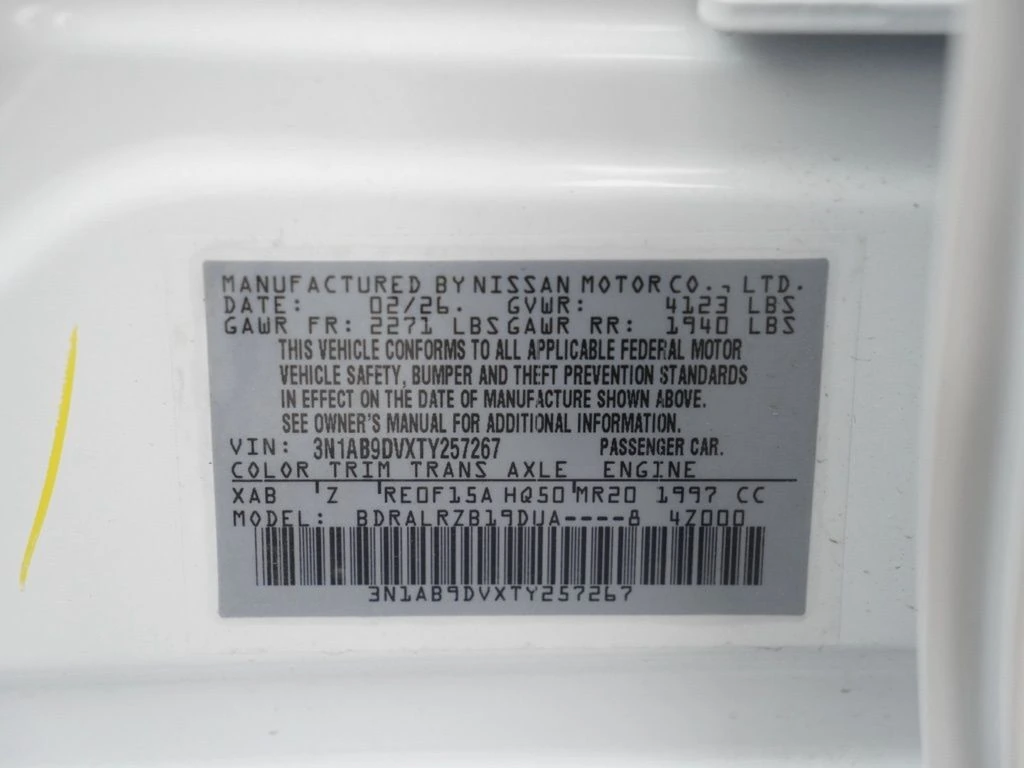 MANUFACTURED BY NISSAN MOTOR CO., LTD.
DATE: 02/26. GVWR: 4123 LBS
GAWR FR: 2271 LBS GAWR RR: 1940 LBS
THIS VEHICLE CONFORMS TO ALL APPLICABLE FEDERAL MOTOR
VEHICLE SAFETY, BUMPER AND THEFT PREVENTION STANDARDS
IN EFFECT ON THE DATE OF MANUFACTURE SHOWN ABOVE.
SEE OWNER'S MANUAL FOR ADDITIONAL INFORMATION.
VIN: 3N1AB9DVXTY257267 PASSENGER CAR.
COLOR TRIM TRANS AXLE ENGINE
XAB Z RE0F15A HQ50 MR20 1997 CC
MODEL: BDRALRZB19DUA----8 4Z000
3N1AB9DVXTY257267